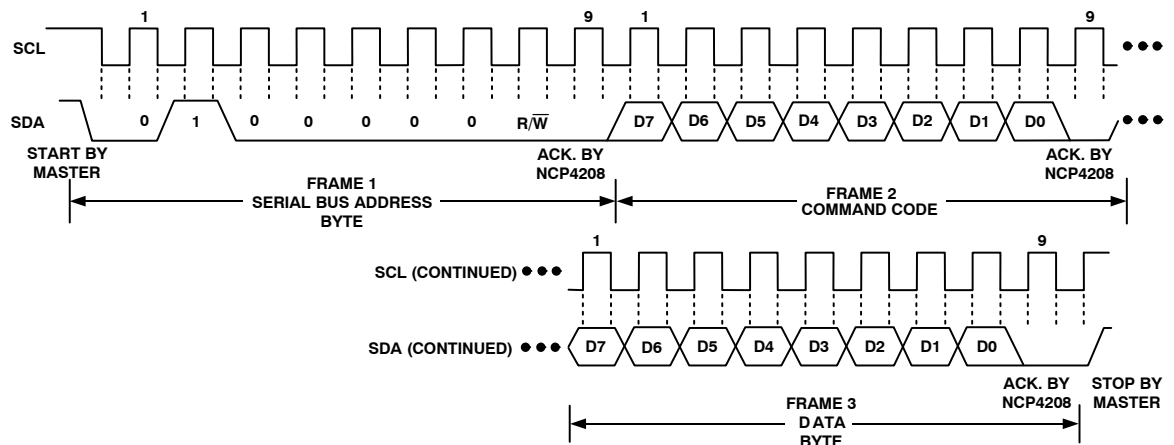 1 9 1 9
SCL
SDA 0 1 0 0 0 0 0 R/W̅ D7 D6 D5 D4 D3 D2 D1 D0
START BY
MASTER
ACK. BY
NCP4208
ACK. BY
NCP4208
FRAME 1
SERIAL BUS ADDRESS
BYTE
FRAME 2
COMMAND CODE
1 9
SCL (CONTINUED)
SDA (CONTINUED) D7 D6 D5 D4 D3 D2 D1 D0
ACK. BY
NCP4208
STOP BY
MASTER
FRAME 3
DATA
BYTE